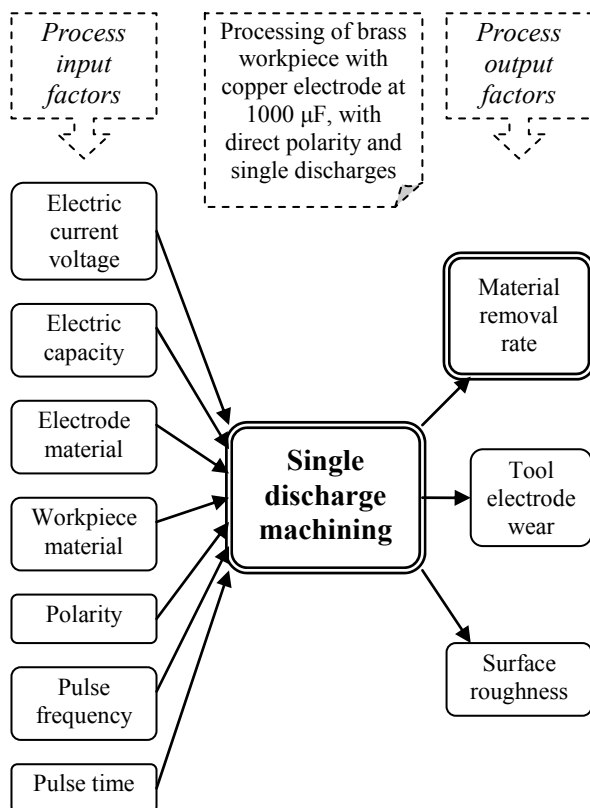 Process
input
factors
Processing of brass
workpiece with
copper electrode at
1000 μF, with
direct polarity and
single discharges
Process
output
factors
Electric
current
voltage
Electric
capacity
Electrode
material
Workpiece
material
Polarity
Pulse
frequency
Pulse time
Single
discharge
machining
Material
removal
rate
Tool
electrode
wear
Surface
roughness